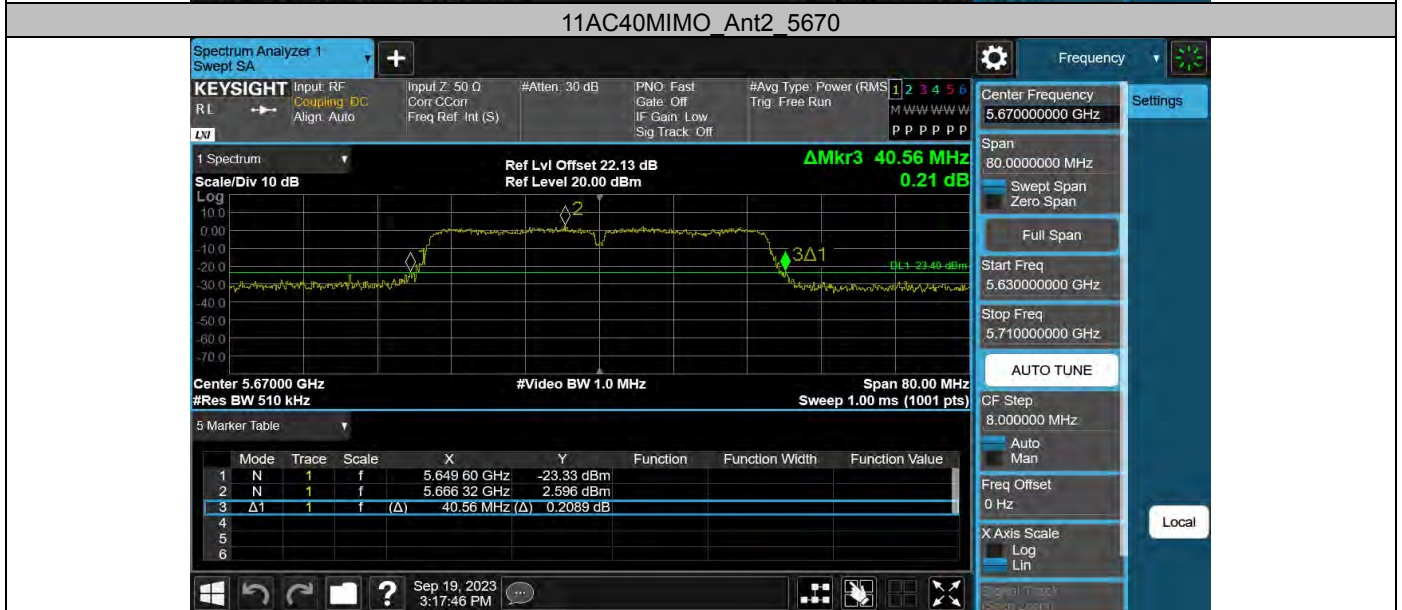 11AC40MIMO_Ant2_5670
Spectrum Analyzer 1
Swept SA
Frequency
KEYSIGHT
RL
LXI
Input: RF
Coupling: DC
Align: Auto
Input Z: 50 Ω
Corr CCorr
Freq Ref: Int (S)
#Atten: 30 dB
PNO: Fast
Gate: Off
IF Gain: Low
Sig Track: Off
#Avg Type: Power (RMS
Trig: Free Run
1 2 3 4 5 6
M W W W W W
P P P P P P
1 Spectrum
Scale/Div 10 dB
Ref Lvl Offset 22.13 dB
Ref Level 20.00 dBm
ΔMkr3 40.56 MHz
0.21 dB
Log
10.0
0.00
-10.0
-20.0
-30.0
-40.0
-50.0
-60.0
-70.0
2
1
3Δ1
DL1 -23.40 dBm
Center 5.67000 GHz
#Res BW 510 kHz
#Video BW 1.0 MHz
Span 80.00 MHz
Sweep 1.00 ms (1001 pts)
5 Marker Table
Mode Trace Scale X Y Function Function Width Function Value
1 N 1 f 5.649 60 GHz -23.33 dBm
2 N 1 f 5.666 32 GHz 2.596 dBm
3 Δ1 1 f (Δ) 40.56 MHz (Δ) 0.2089 dB
4
5
6
Center Frequency
5.670000000 GHz
Settings
Span
80.0000000 MHz
Swept Span
Zero Span
Full Span
Start Freq
5.630000000 GHz
Stop Freq
5.710000000 GHz
AUTO TUNE
CF Step
8.000000 MHz
Auto
Man
Freq Offset
0 Hz
X Axis Scale
Log
Lin
Signal Track
Local
?
Sep 19, 2023
3:17:46 PM